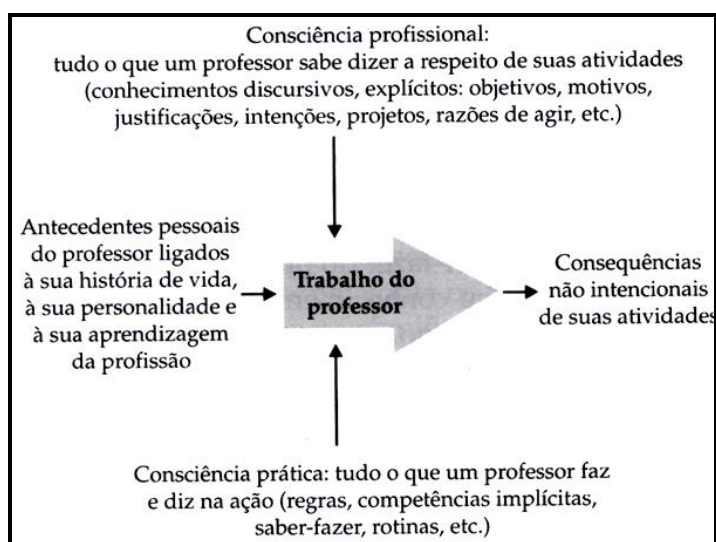 Consciência profissional:
tudo o que um professor sabe dizer a respeito de suas atividades
(conhecimentos discursivos, explícitos: objetivos, motivos,
justificações, intenções, projetos, razões de agir, etc.)
Antecedentes pessoais
do professor ligados
à sua história de vida,
à sua personalidade e
à sua aprendizagem
da profissão
Trabalho do
professor
Consequências
não intencionais
de suas atividades
Consciência prática: tudo o que um professor faz
e diz na ação (regras, competências implícitas,
saber-fazer, rotinas, etc.)